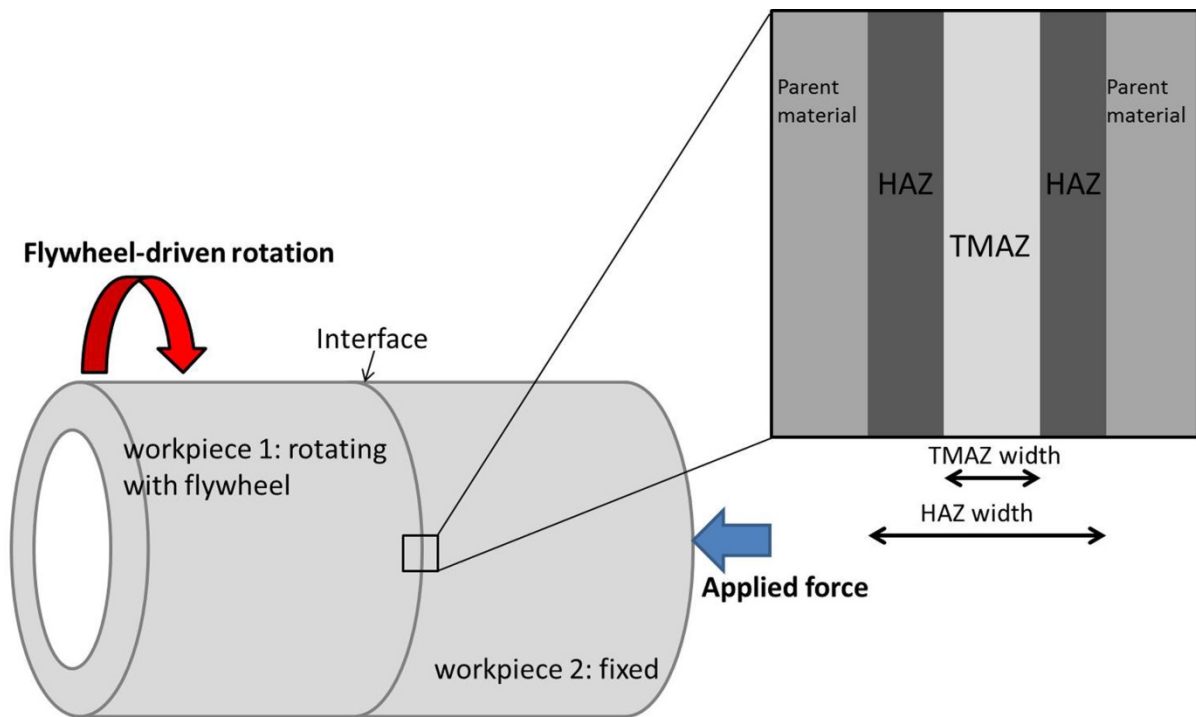 Parent
material
Parent
material
HAZ
HAZ
TMAZ
Flywheel-driven rotation
Interface
workpiece 1: rotating
with flywheel
TMAZ width
HAZ width
Applied force
workpiece 2: fixed